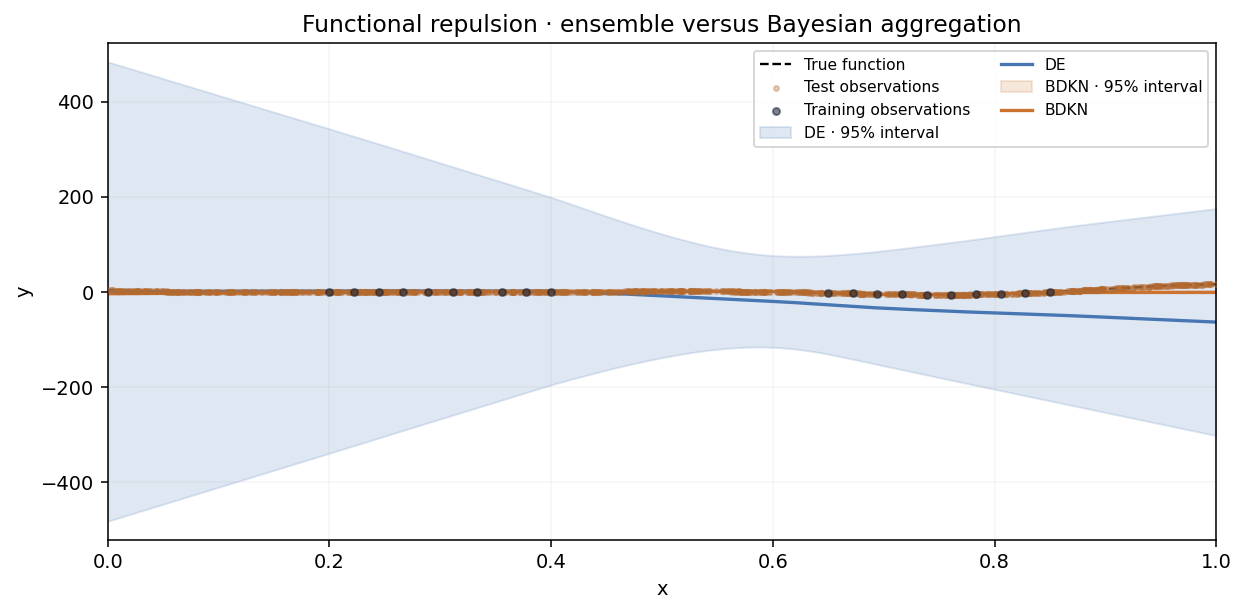 Functional repulsion · ensemble versus Bayesian aggregation
True function
Test observations
Training observations
DE · 95% interval
DE
BDKN · 95% interval
BDKN
y
400
200
0
−200
−400
0.0
0.2
0.4
0.6
0.8
1.0
x